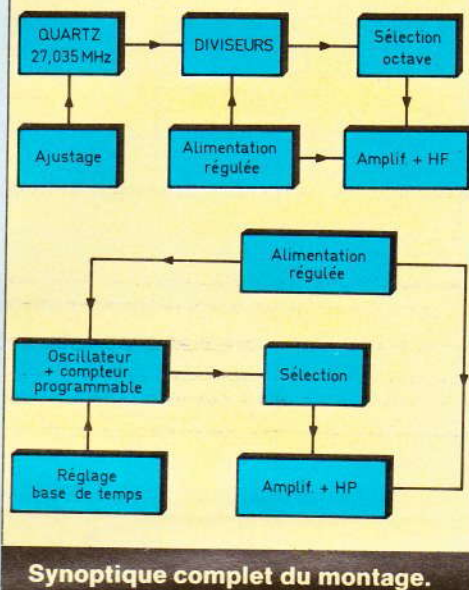 QUARTZ
27,035 MHz
DIVISEURS
Sélection
octave
Ajustage
Alimentation
régulée
Amplif. + HF
Alimentation
régulée
Oscillateur
+ compteur
programmable
Sélection
Réglage
base de temps
Amplif. + HP
Synoptique complet du montage.